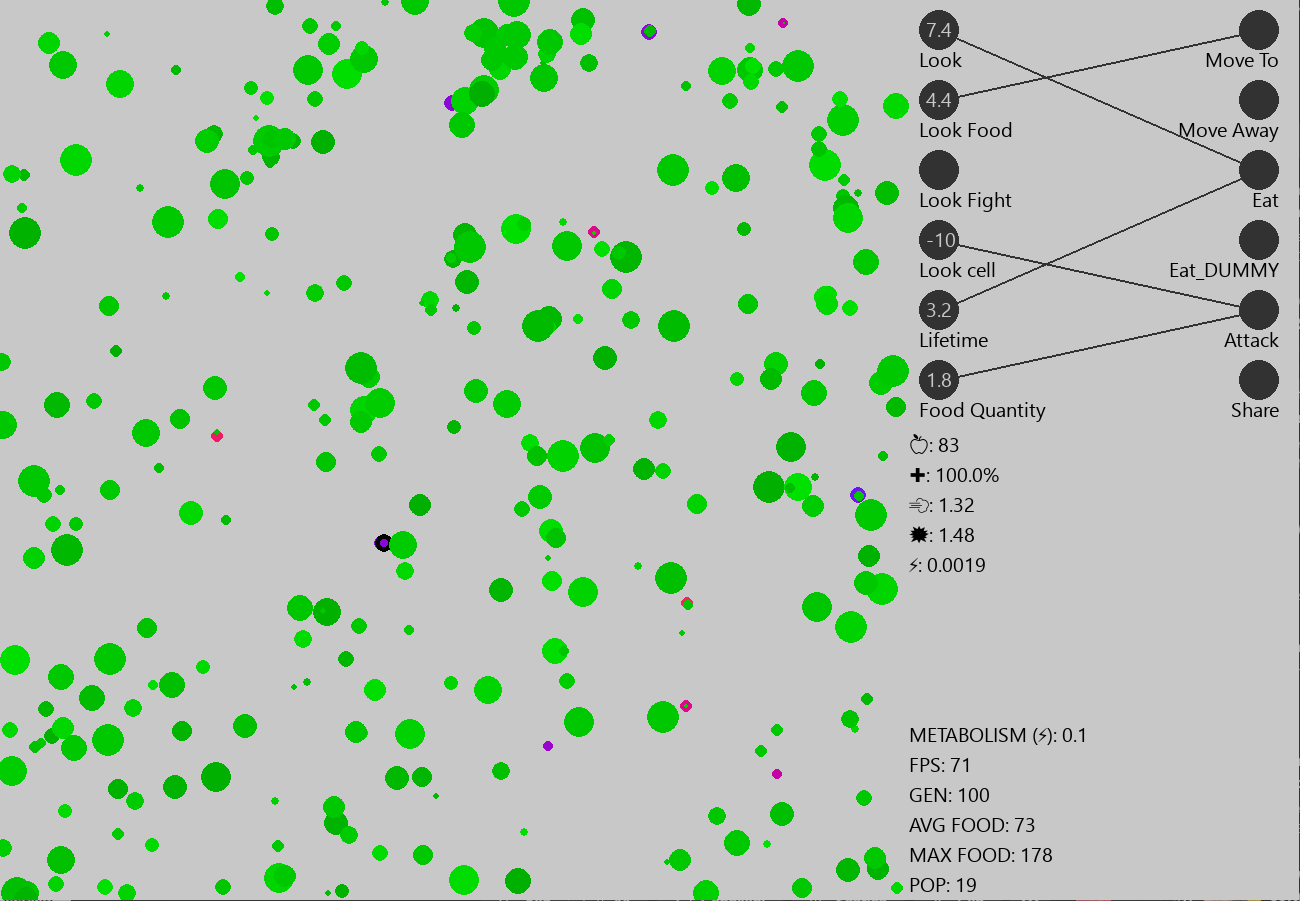 7.4
Look
Move To
4.4
Look Food
Move Away
Look Fight
Eat
-10
Look cell
Eat_DUMMY
3.2
Lifetime
Attack
1.8
Food Quantity
Share
: 83
✚: 100.0%
: 1.32
: 1.48
⚡: 0.0019
METABOLISM (⚡): 0.1
FPS: 71
GEN: 100
AVG FOOD: 73
MAX FOOD: 178
POP: 19